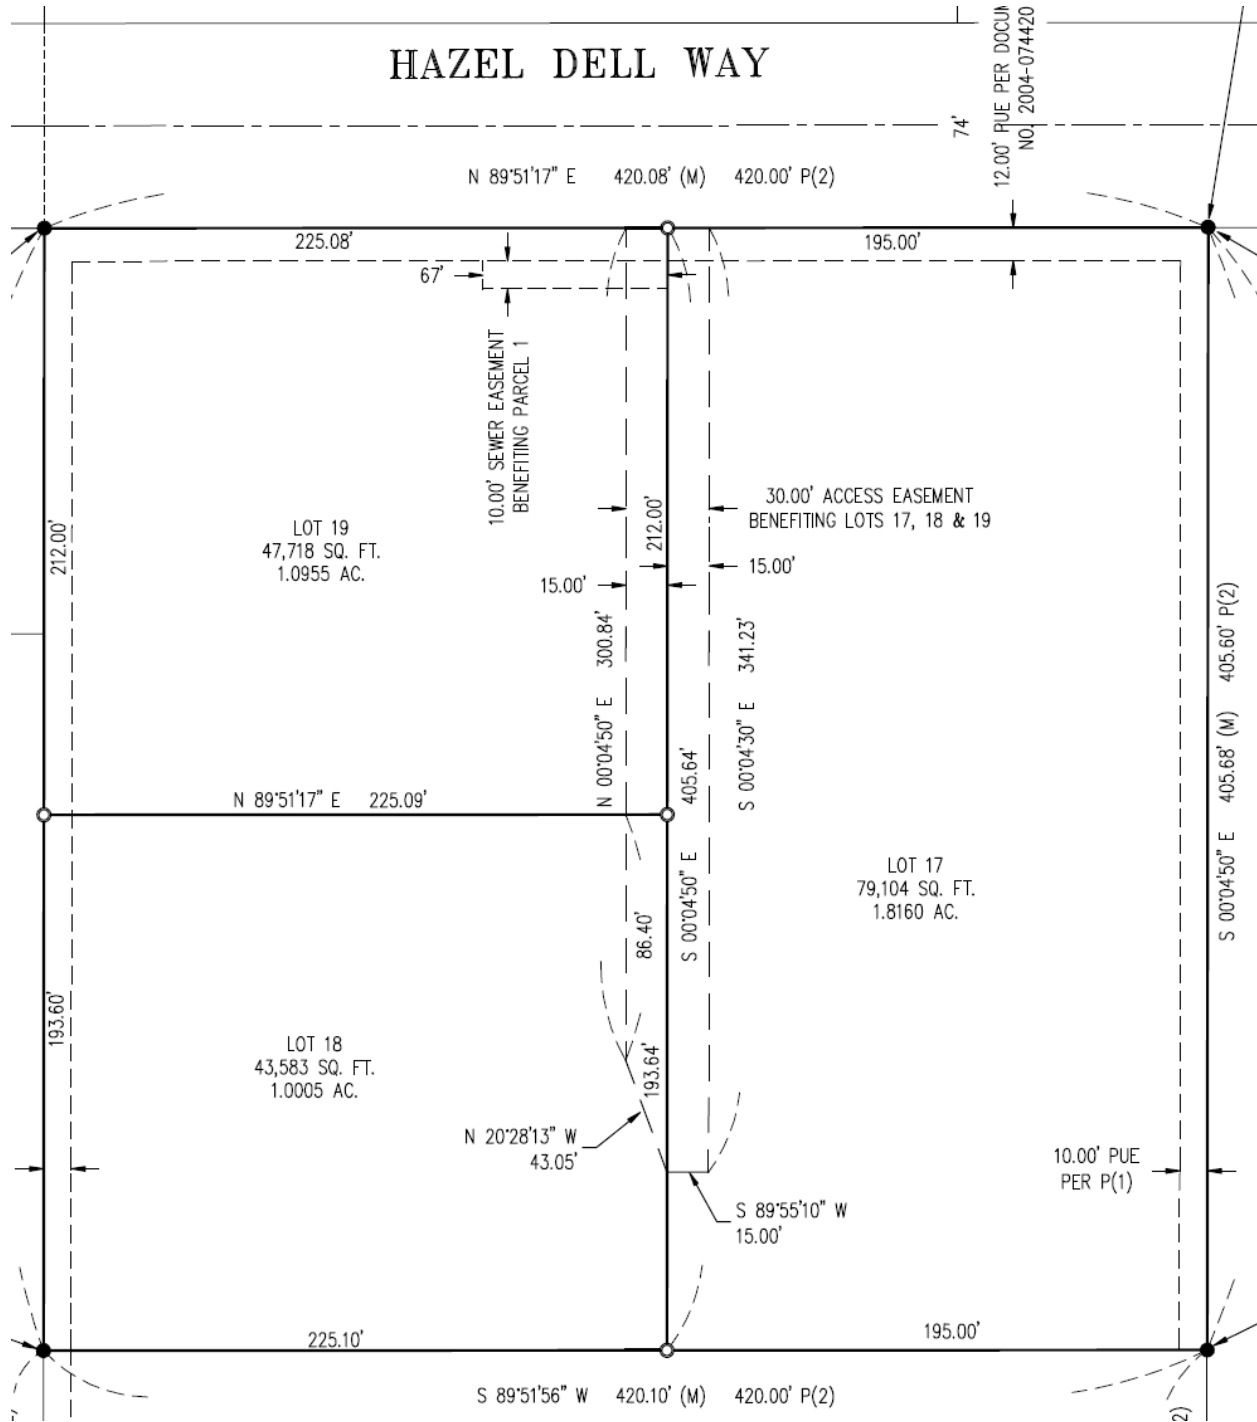 HAZEL DELL WAY
74'
12.00' PUE PER
NO. 2004-074420
N 89°51'17" E 420.08' (M) 420.00' P(2)
225.08'
195.00'
67'
10.00' SEWER EASEMENT
BENEFITING PARCEL 1
30.00' ACCESS EASEMENT
BENEFITING LOTS 17, 18 & 19
212.00'
212.00'
LOT 19
47,718 SQ. FT.
1.0955 AC.
15.00'
15.00'
N 00°04'50" E 300.84'
S 00°04'30" E 341.23'
S 00°04'50" E 405.64'
S 00°04'50" E 405.68' (M) 405.60' P(2)
N 89°51'17" E 225.09'
LOT 17
79,104 SQ. FT.
1.8160 AC.
86.40'
193.60'
193.64'
LOT 18
43,583 SQ. FT.
1.0005 AC.
N 20°28'13" W
43.05'
10.00' PUE
PER P(1)
S 89°55'10" W
15.00'
225.10'
195.00'
S 89°51'56" W 420.10' (M) 420.00' P(2)